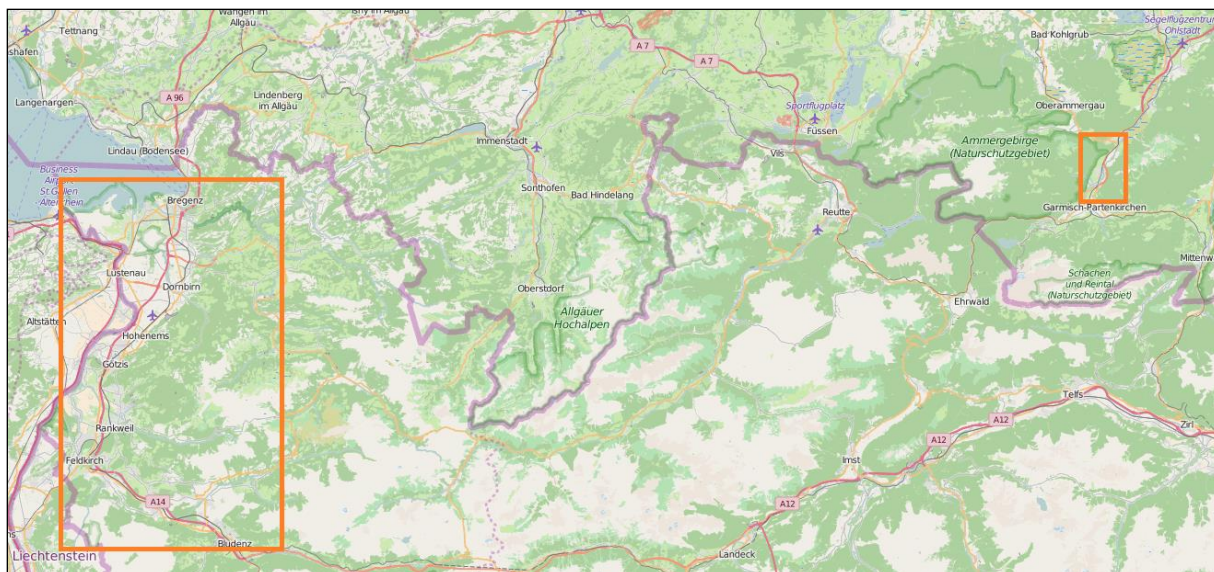 Wangen im
Allgäu
Isny im Allgäu
Tettnang
shafen
A 7
A 7
Segelflugzentrum
Ohlstadt
Bad Kohlgrub
A 96
Langenargen
Lindenberg
im Allgäu
Sportflugplatz
Oberammergau
Lindau (Bodensee)
Immenstadt
Füssen
Ammergebirge
(Naturschutzgebiet)
Vils
Business
Airport
St.Gallen
Altenrhein
Sonthofen
Bad Hindelang
Bregenz
Reutte
Garmisch-Partenkirchen
Lustenau
Dornbirn
Oberstdorf
Allgäuer
Hochalpen
Ehrwald
Schachen
und Reintal
(Naturschutzgebiet)
Mittenw
Altstätten
Hohenems
Götzis
Telfs
Rankweil
A12
A12
Zirl
Feldkirch
Imst
A14
A12
Bludenz
Landeck
Liechtenstein